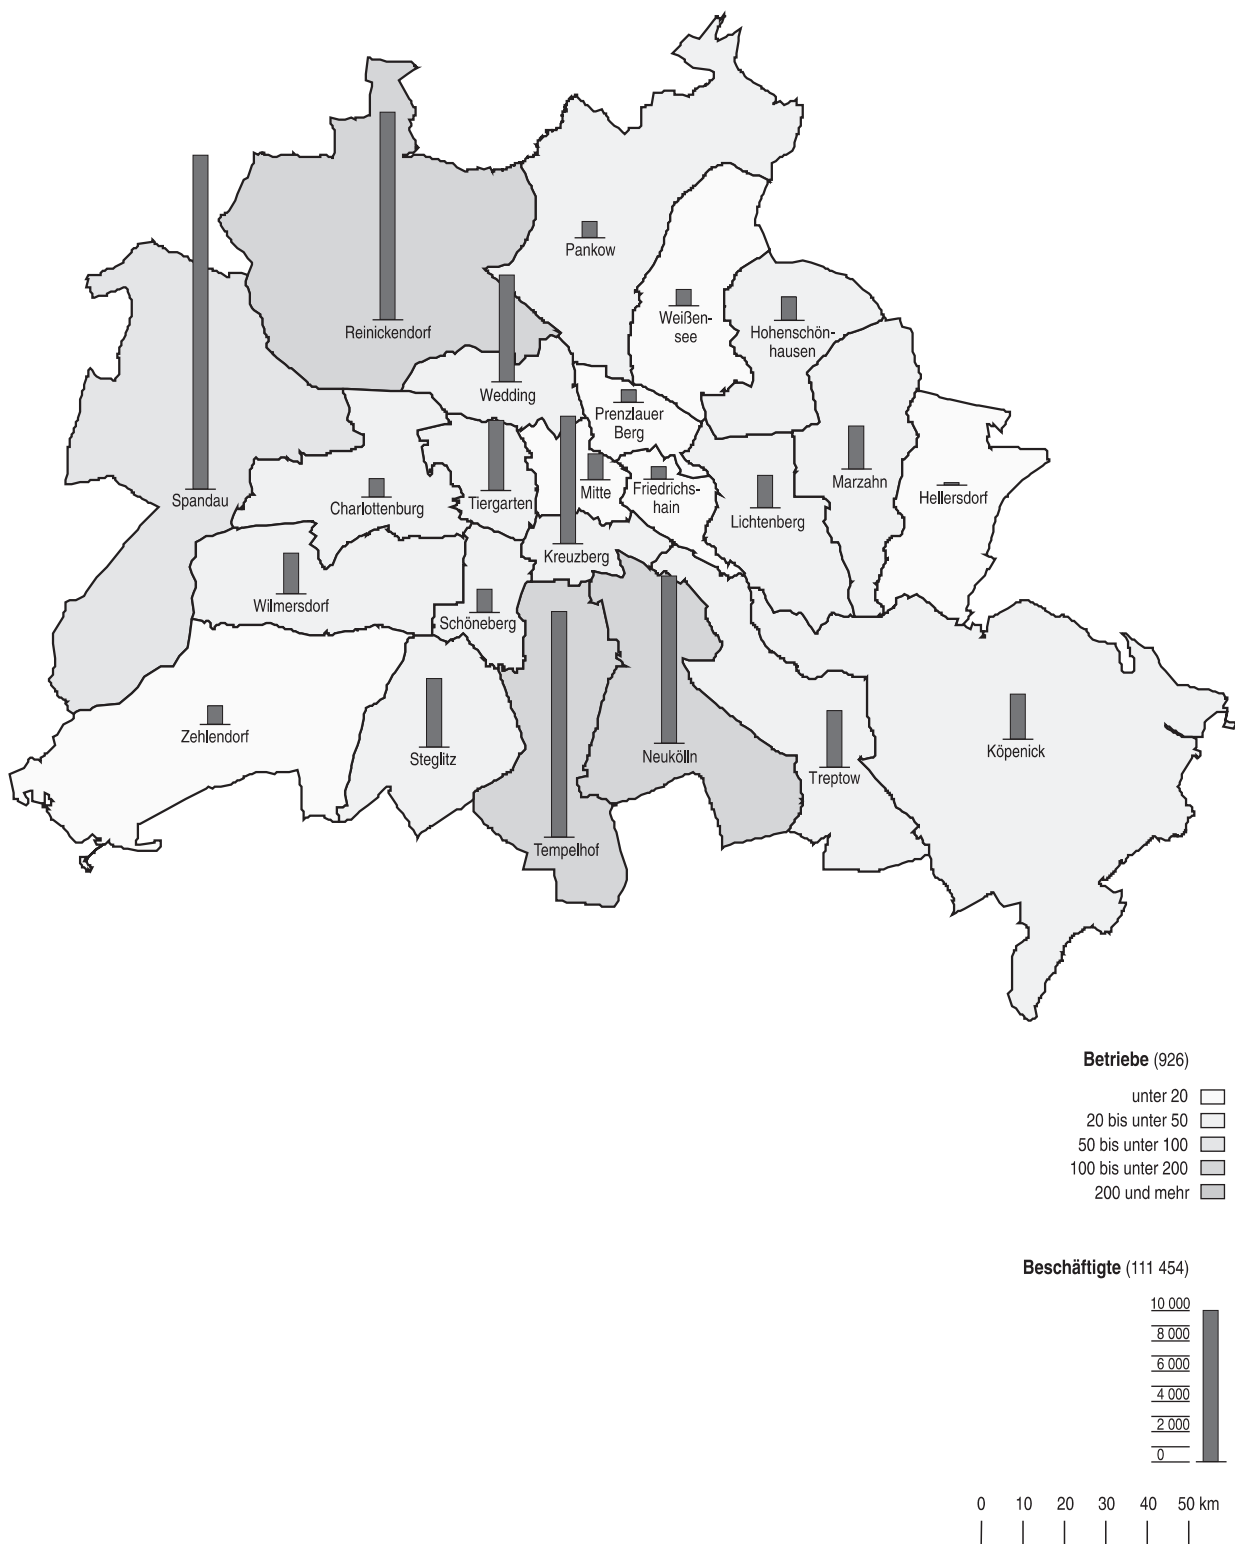 Pankow
Weißen-
see
Hohenschön-
hausen
Reinickendorf
Wedding
Prenzlauer
Berg
Marzahn
Hellersdorf
Spandau
Charlottenburg
Tiergarten
Mitte
Friedrichs-
hain
Lichtenberg
Kreuzberg
Wilmersdorf
Schöneberg
Zehlendorf
Steglitz
Neukölln
Köpenick
Treptow
Tempelhof
Betriebe (926)
unter 20
20 bis unter 50
50 bis unter 100
100 bis unter 200
200 und mehr
Beschäftigte (111 454)
10 000
8 000
6 000
4 000
2 000
0
0 10 20 30 40 50 km